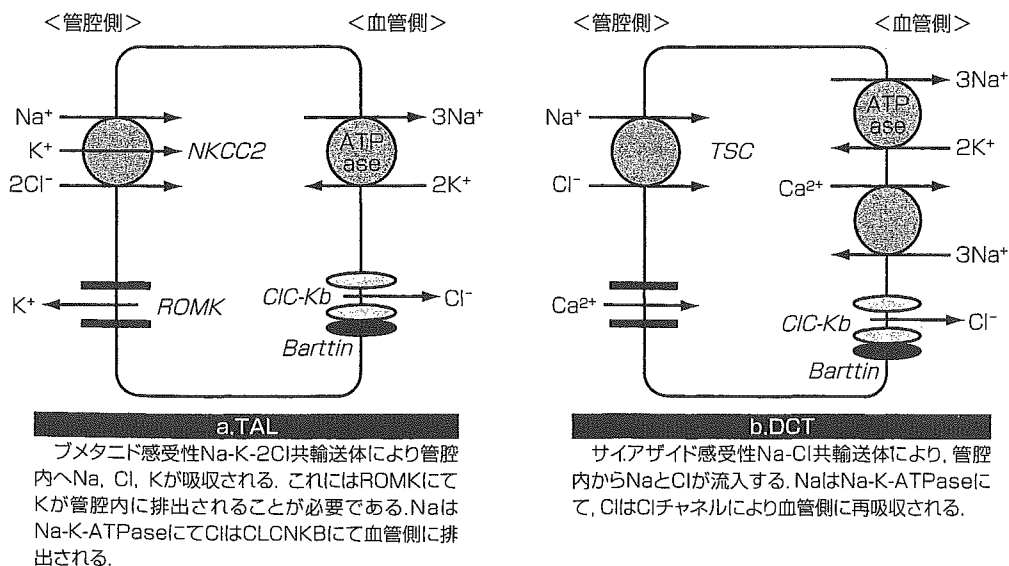 <管腔側>
<血管側>
Na⁺
K⁺
2Cl⁻
NKCC2
ATP
ase
3Na⁺
2K⁺
K⁺
ROMK
ClC-Kb
Cl⁻
Barttin
a.TAL
ブメタニド感受性Na-K-2Cl共輸送体により管腔
内へNa, Cl, Kが吸収される. これにはROMKにて
Kが管腔内に排出されることが必要である.Naは
Na-K-ATPaseにてClはCLCNKBにて血管側に排
出される.
<管腔側>
<血管側>
Na⁺
Cl⁻
TSC
ATP
ase
3Na⁺
2K⁺
Ca²⁺
3Na⁺
Ca²⁺
ClC-Kb
Cl⁻
Barttin
b.DCT
サイアザイド感受性Na-Cl共輸送体により, 管腔
内からNaとClが流入する. NaはNa-K-ATPaseに
て, ClはClチャネルにより血管側に再吸収される.